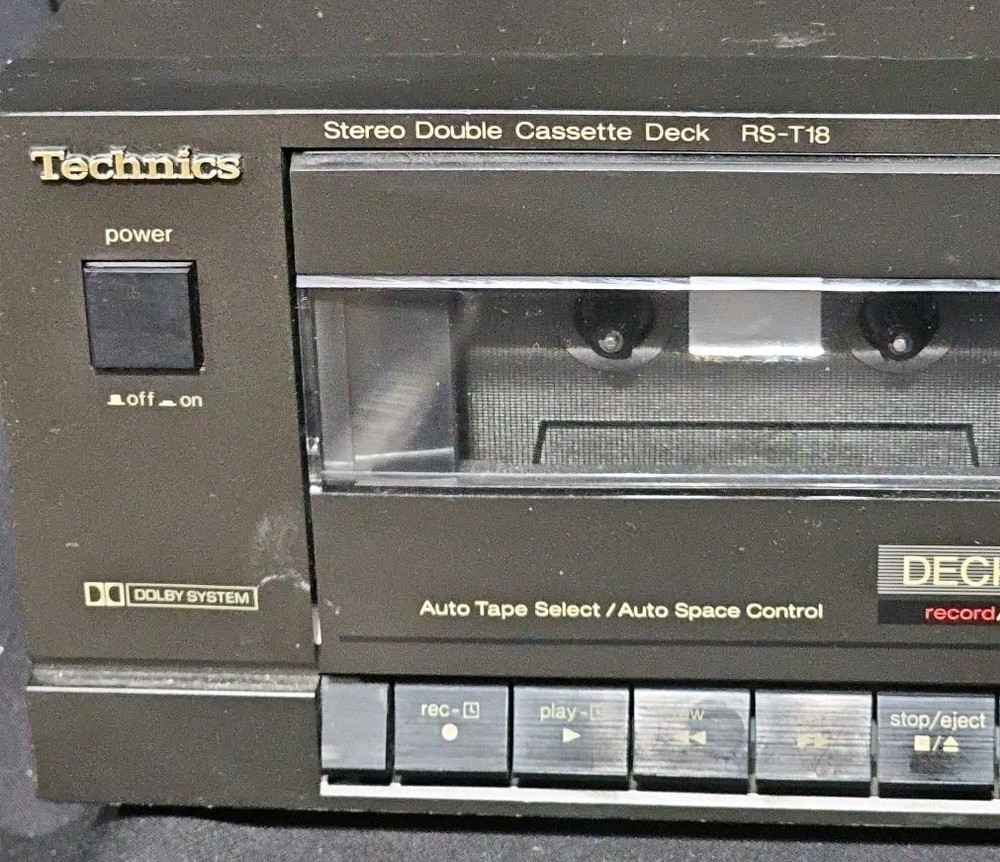 Stereo Double Cassette Deck RS-T18
Technics
power
off on
DOLBY SYSTEM
Auto Tape Select / Auto Space Control
DECK
record/
rec-
play-
stop/eject